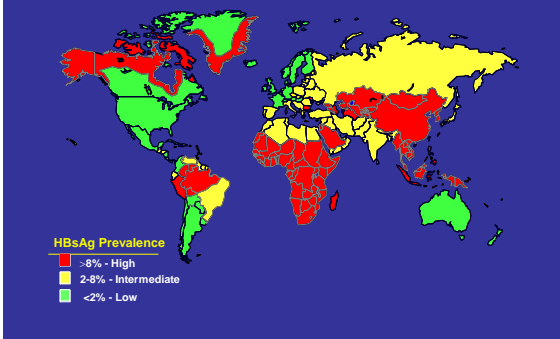 HBsAg Prevalence
>8% - High
2-8% - Intermediate
<2% - Low